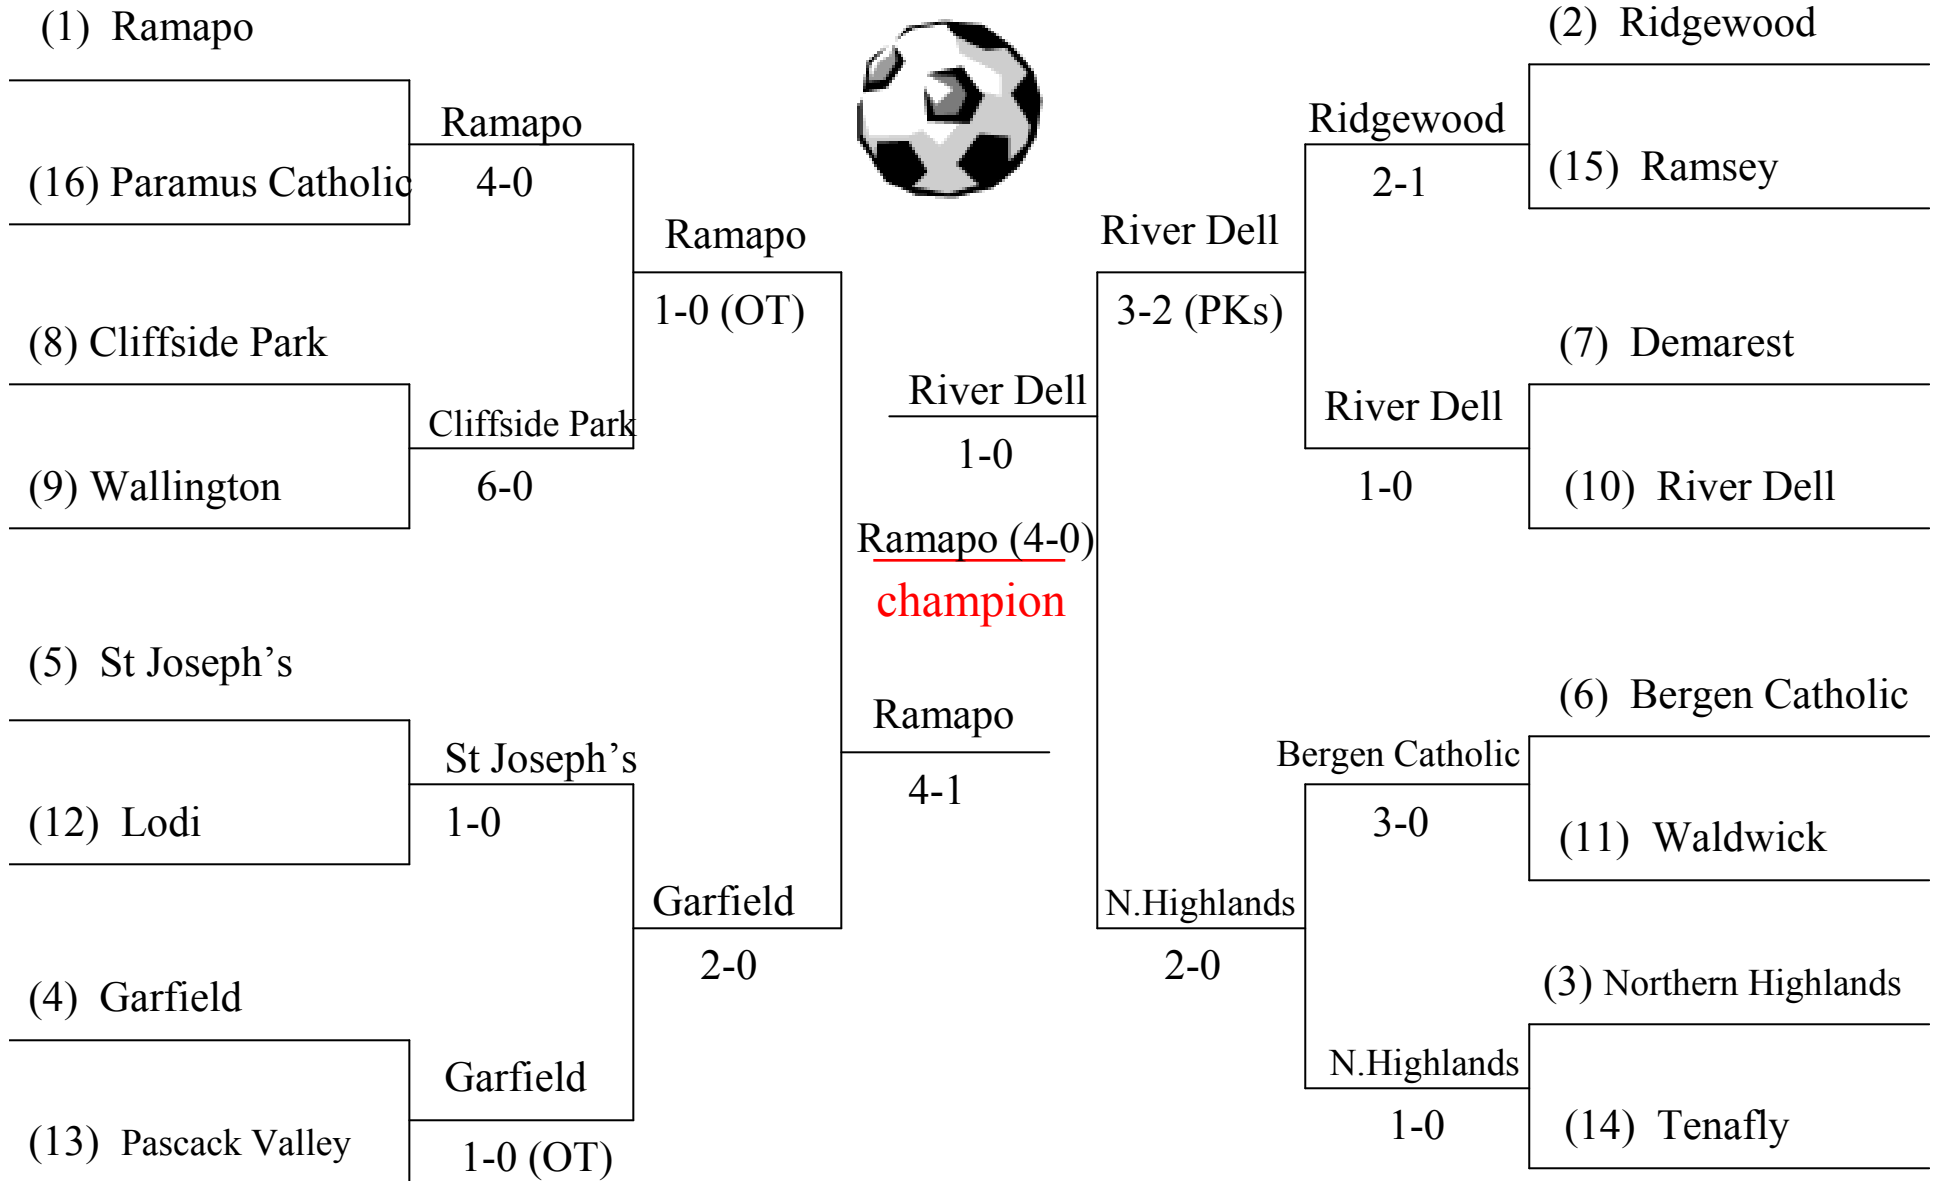 (1) Ramapo
(16) Paramus Catholic
(8) Cliffside Park
(9) Wallington
(5) St Joseph’s
(12) Lodi
(4) Garfield
(13) Pascack Valley
Ramapo
4-0
Cliffside Park
6-0
St Joseph’s
1-0
Garfield
1-0 (OT)
Ramapo
1-0 (OT)
Garfield
2-0
River Dell
1-0
Ramapo (4-0)
champion
Ramapo
4-1
River Dell
3-2 (PKs)
N.Highlands
2-0
Ridgewood
2-1
River Dell
1-0
Bergen Catholic
3-0
N.Highlands
1-0
(2) Ridgewood
(15) Ramsey
(7) Demarest
(10) River Dell
(6) Bergen Catholic
(11) Waldwick
(3) Northern Highlands
(14) Tenafly